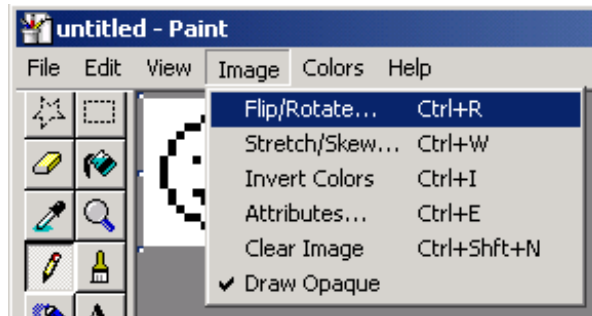 untitled - Paint
File Edit View Image Colors Help
Flip/Rotate... Ctrl+R
Stretch/Skew... Ctrl+W
Invert Colors Ctrl+I
Attributes... Ctrl+E
Clear Image Ctrl+Shft+N
✔ Draw Opaque
A